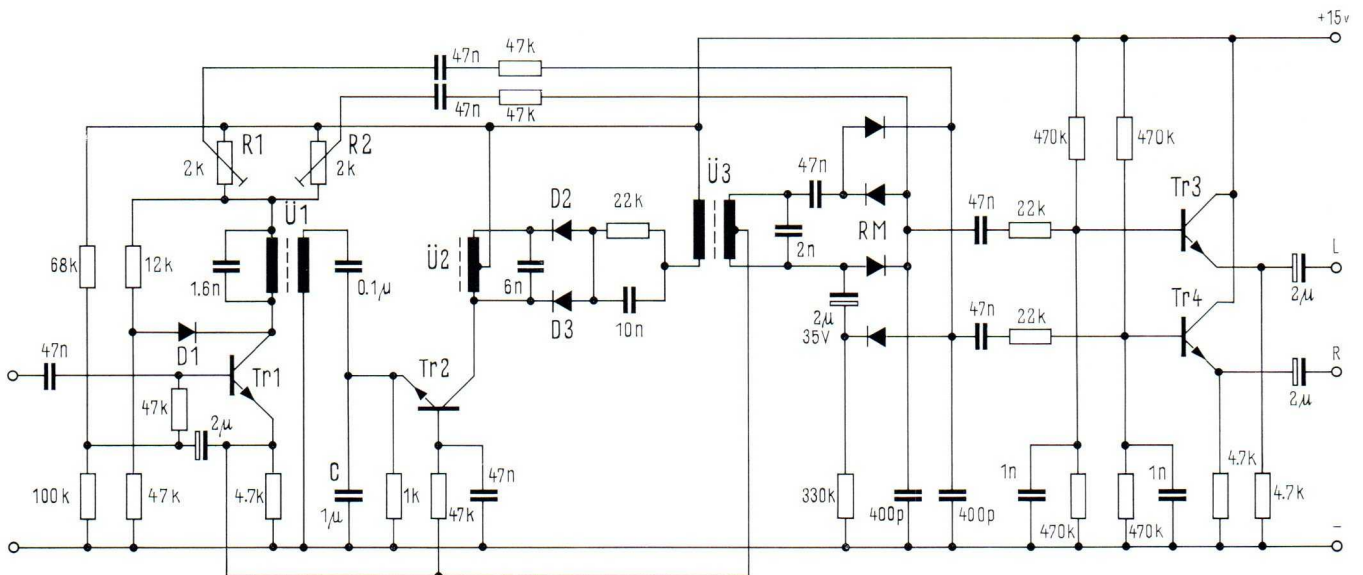 +15v
47n
47k
47n
47k
R1
2k
R2
2k
470k
470k
Ü3
47n
Tr3
D2
22k
47n
22k
Ü1
68k
12k
Ü2
RM
2n
L
1.6n
0.1µ
6n
2µ
D3
10n
2µ
35V
47n
22k
Tr4
D1
47n
Tr1
Tr2
R
2µ
47k
2µ
C
47n
1n
1n
4.7k
100k
47k
4.7k
1µ
1k
47k
330k
400p
400p
470k
470k
4.7k
-